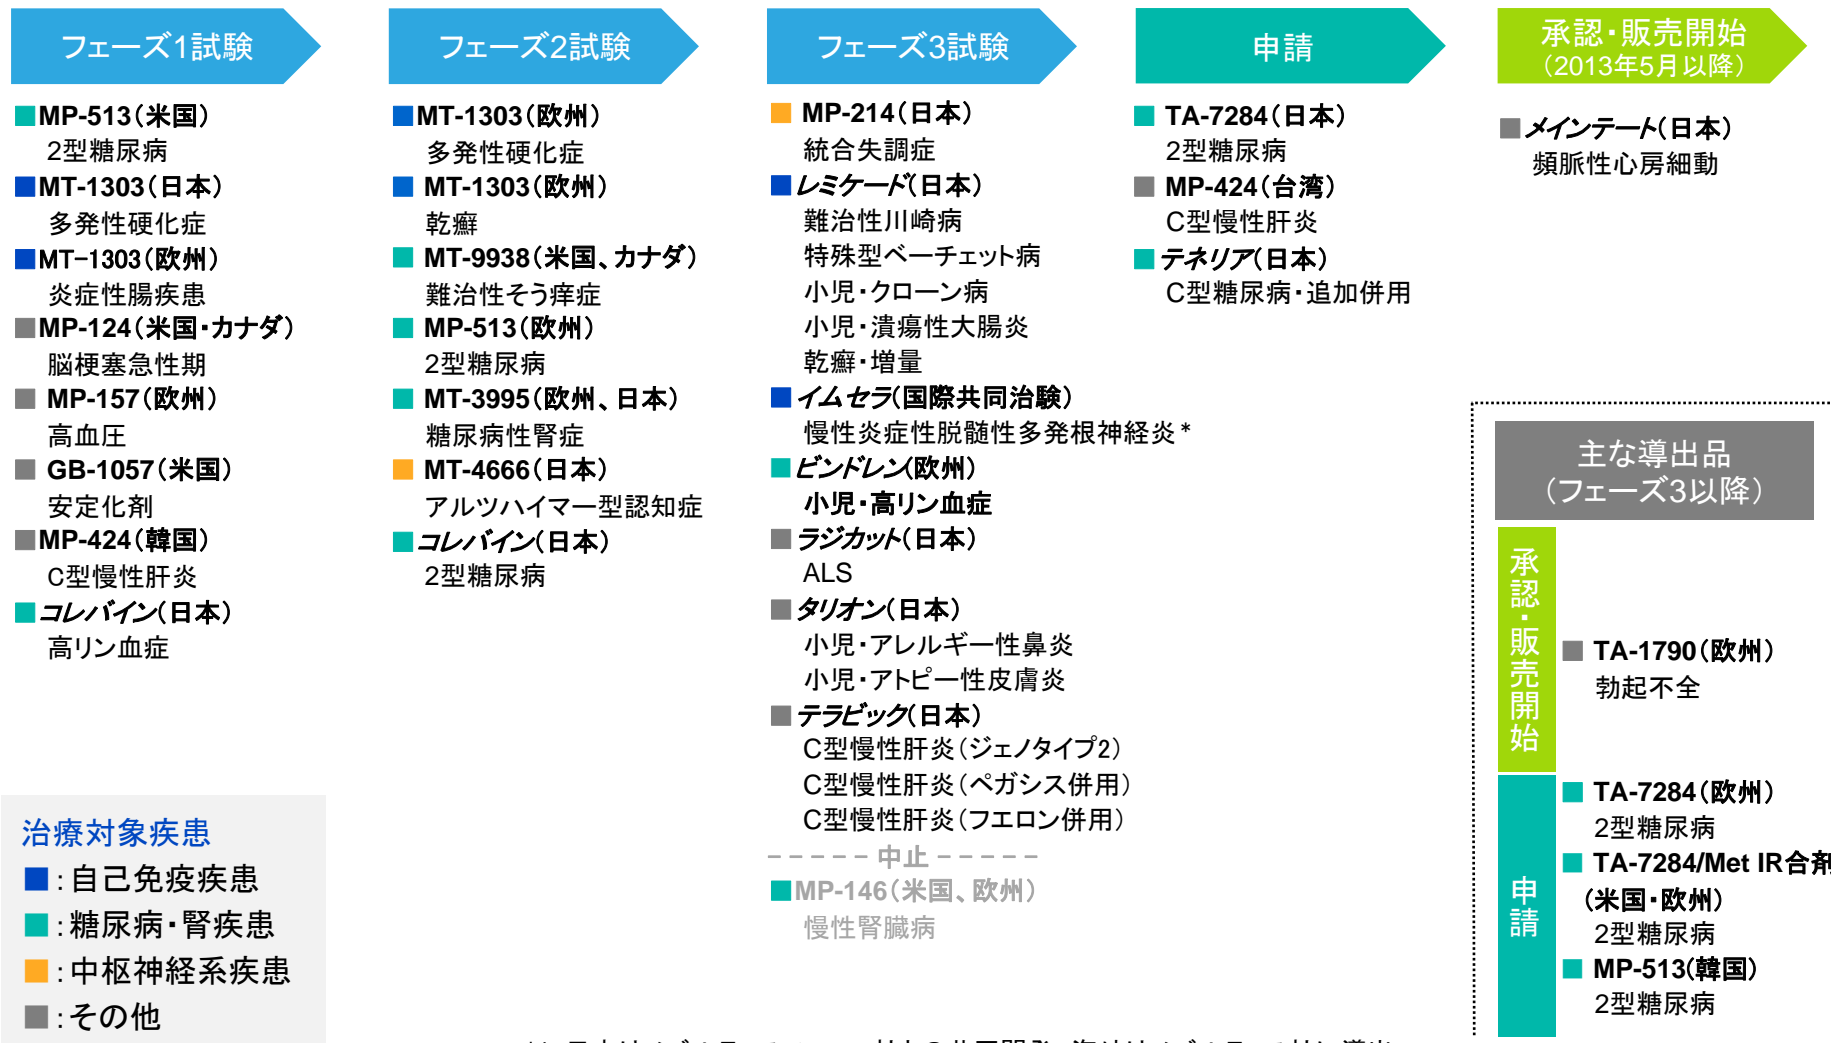 フェーズ1試験
■MP-513（米国）
2型糖尿病
■MT-1303（日本）
多発性硬化症
■MT-1303（欧州）
炎症性腸疾患
■MP-124（米国・カナダ）
脳梗塞急性期
■ MP-157（欧州）
高血圧
■ GB-1057（米国）
安定化剤
■MP-424（韓国）
C型慢性肝炎
■コレバイン（日本）
高リン血症
フェーズ2試験
■MT-1303（欧州）
多発性硬化症
■ MT-1303（欧州）
乾癬
■ MT-9938（米国、カナダ）
難治性そう痒症
■ MP-513（欧州）
2型糖尿病
■ MT-3995（欧州、日本）
糖尿病性腎症
■ MT-4666（日本）
アルツハイマー型認知症
■コレバイン（日本）
2型糖尿病
フェーズ3試験
■ MP-214（日本）
統合失調症
■レミケード（日本）
難治性川崎病
特殊型ベーチェット病
小児・クローン病
小児・潰瘍性大腸炎
乾癬・増量
■イムセラ（国際共同治験）
慢性炎症性脱髄性多発根神経炎*
■ビンドレン(欧州）
小児・高リン血症
■ラジカット（日本）
ALS
■タリオン（日本）
小児・アレルギー性鼻炎
小児・アトピー性皮膚炎
■テラビック（日本）
C型慢性肝炎（ジェノタイプ2）
C型慢性肝炎（ペガシス併用）
C型慢性肝炎（フエロン併用）
－－－－－ 中止 －－－－－
■MP-146（米国、欧州）
慢性腎臓病
申請
■ TA-7284（日本）
2型糖尿病
■ MP-424（台湾）
C型慢性肝炎
■テネリア（日本）
C型糖尿病・追加併用
承認・販売開始
（2013年5月以降）
■メインテート（日本）
頻脈性心房細動
主な導出品
（フェーズ3以降）
承認・販売開始
■ TA-1790（欧州）
勃起不全
申請
■ TA-7284（欧州）
2型糖尿病
■ TA-7284/Met IR合剤
（米国・欧州）
2型糖尿病
■ MP-513(韓国）
2型糖尿病
治療対象疾患
■：自己免疫疾患
■：糖尿病・腎疾患
■：中枢神経系疾患
■：その他